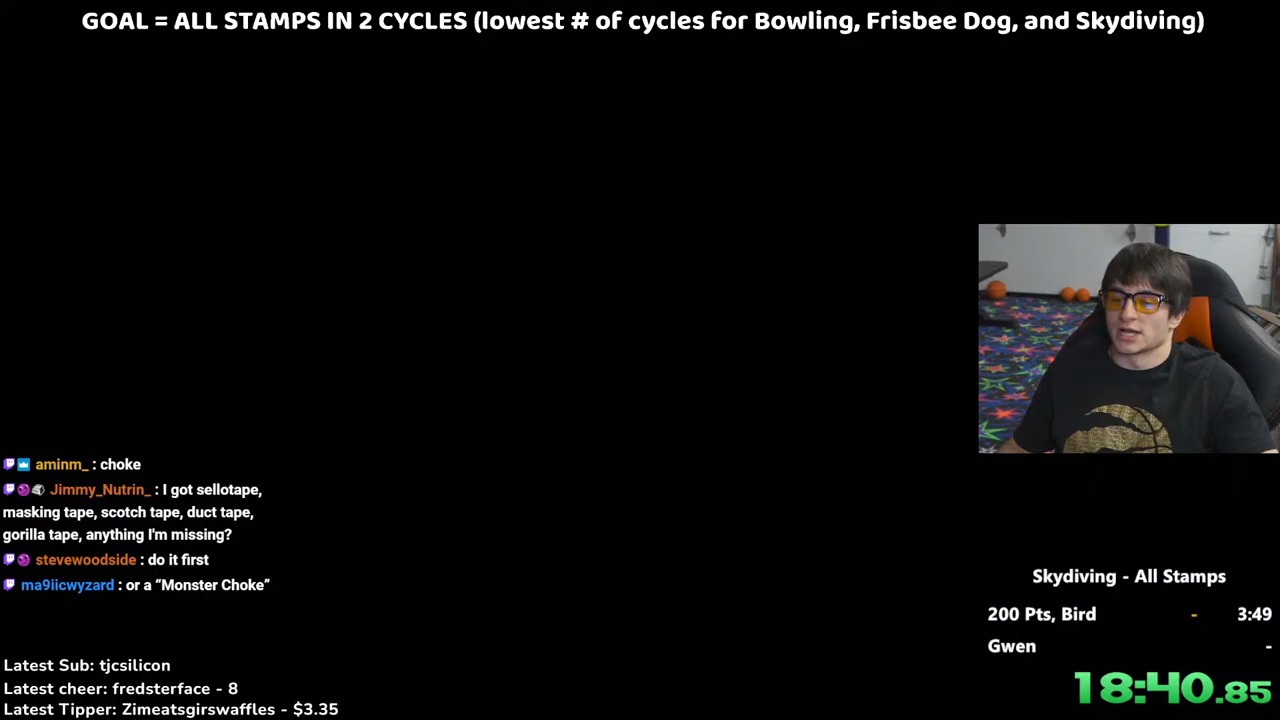 GOAL = ALL STAMPS IN 2 CYCLES (lowest # of cycles for Bowling, Frisbee Dog, and Skydiving)
aminm_ : choke
Jimmy_Nutrin_ : I got sellotape,
masking tape, scotch tape, duct tape,
gorilla tape, anything I'm missing?
stevewoodside : do it first
ma9iicwyzard : or a “Monster Choke”
Latest Sub: tjcsilicon
Latest cheer: fredsterface - 8
Latest Tipper: Zimeatsgirswaffles - $3.35
Skydiving - All Stamps
200 Pts, Bird - 3:49
Gwen -
18:40.85